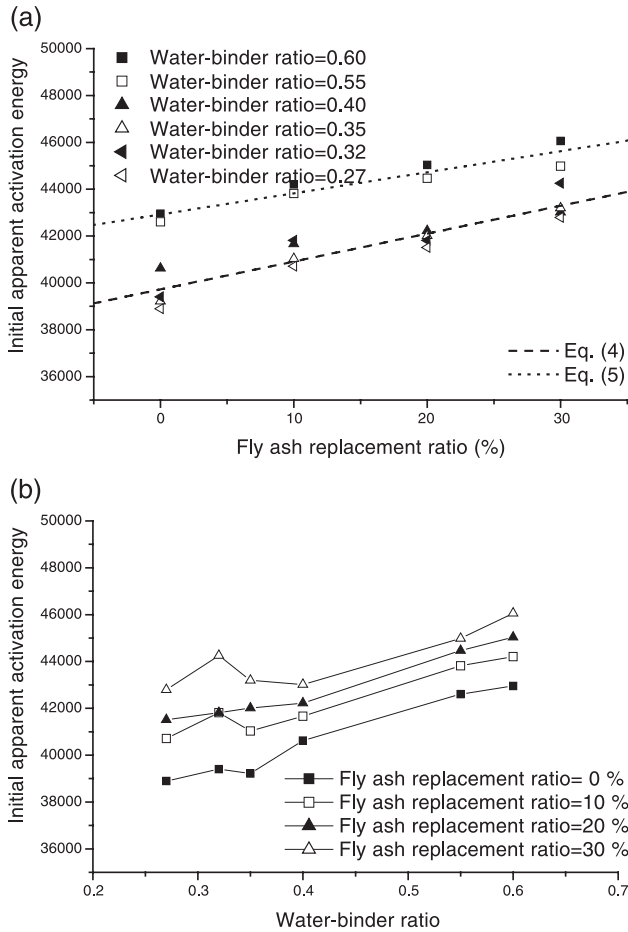 (a)
50000
48000
46000
44000
42000
40000
38000
36000
Initial apparent activation energy
Water-binder ratio=0.60
Water-binder ratio=0.55
Water-binder ratio=0.40
Water-binder ratio=0.35
Water-binder ratio=0.32
Water-binder ratio=0.27
Eq. (4)
Eq. (5)
0 10 20 30
Fly ash replacement ratio (%)
(b)
50000
48000
46000
44000
42000
40000
38000
36000
Initial apparent activation energy
Fly ash replacement ratio= 0 %
Fly ash replacement ratio=10 %
Fly ash replacement ratio=20 %
Fly ash replacement ratio=30 %
0.2 0.3 0.4 0.5 0.6 0.7
Water-binder ratio